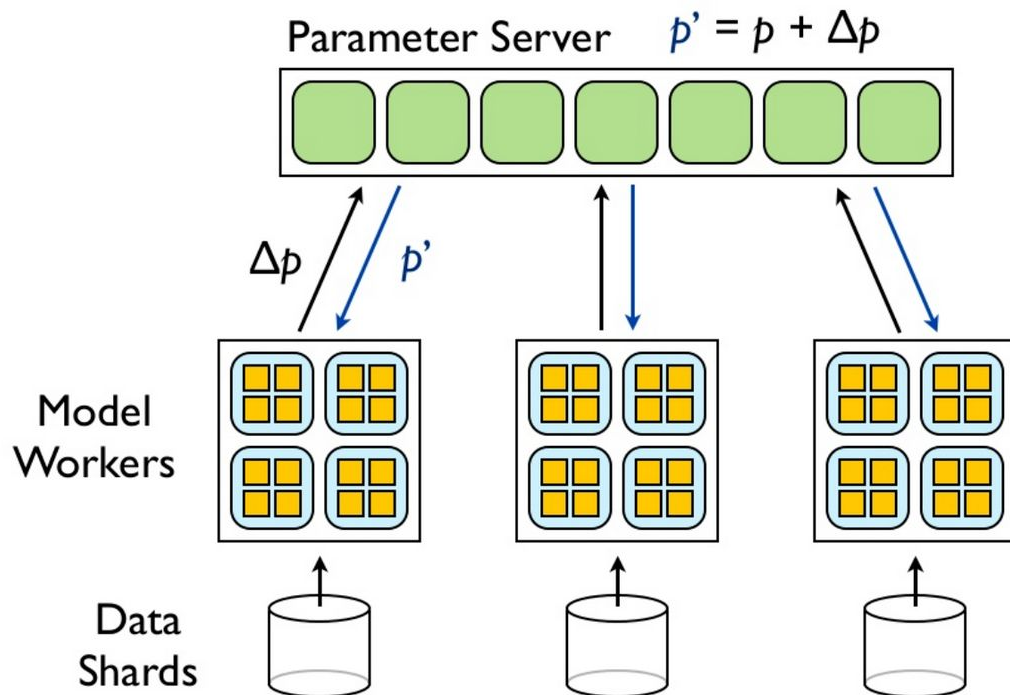 Parameter Server p’ = p + Δp
Δp p’
Model
Workers
Data
Shards